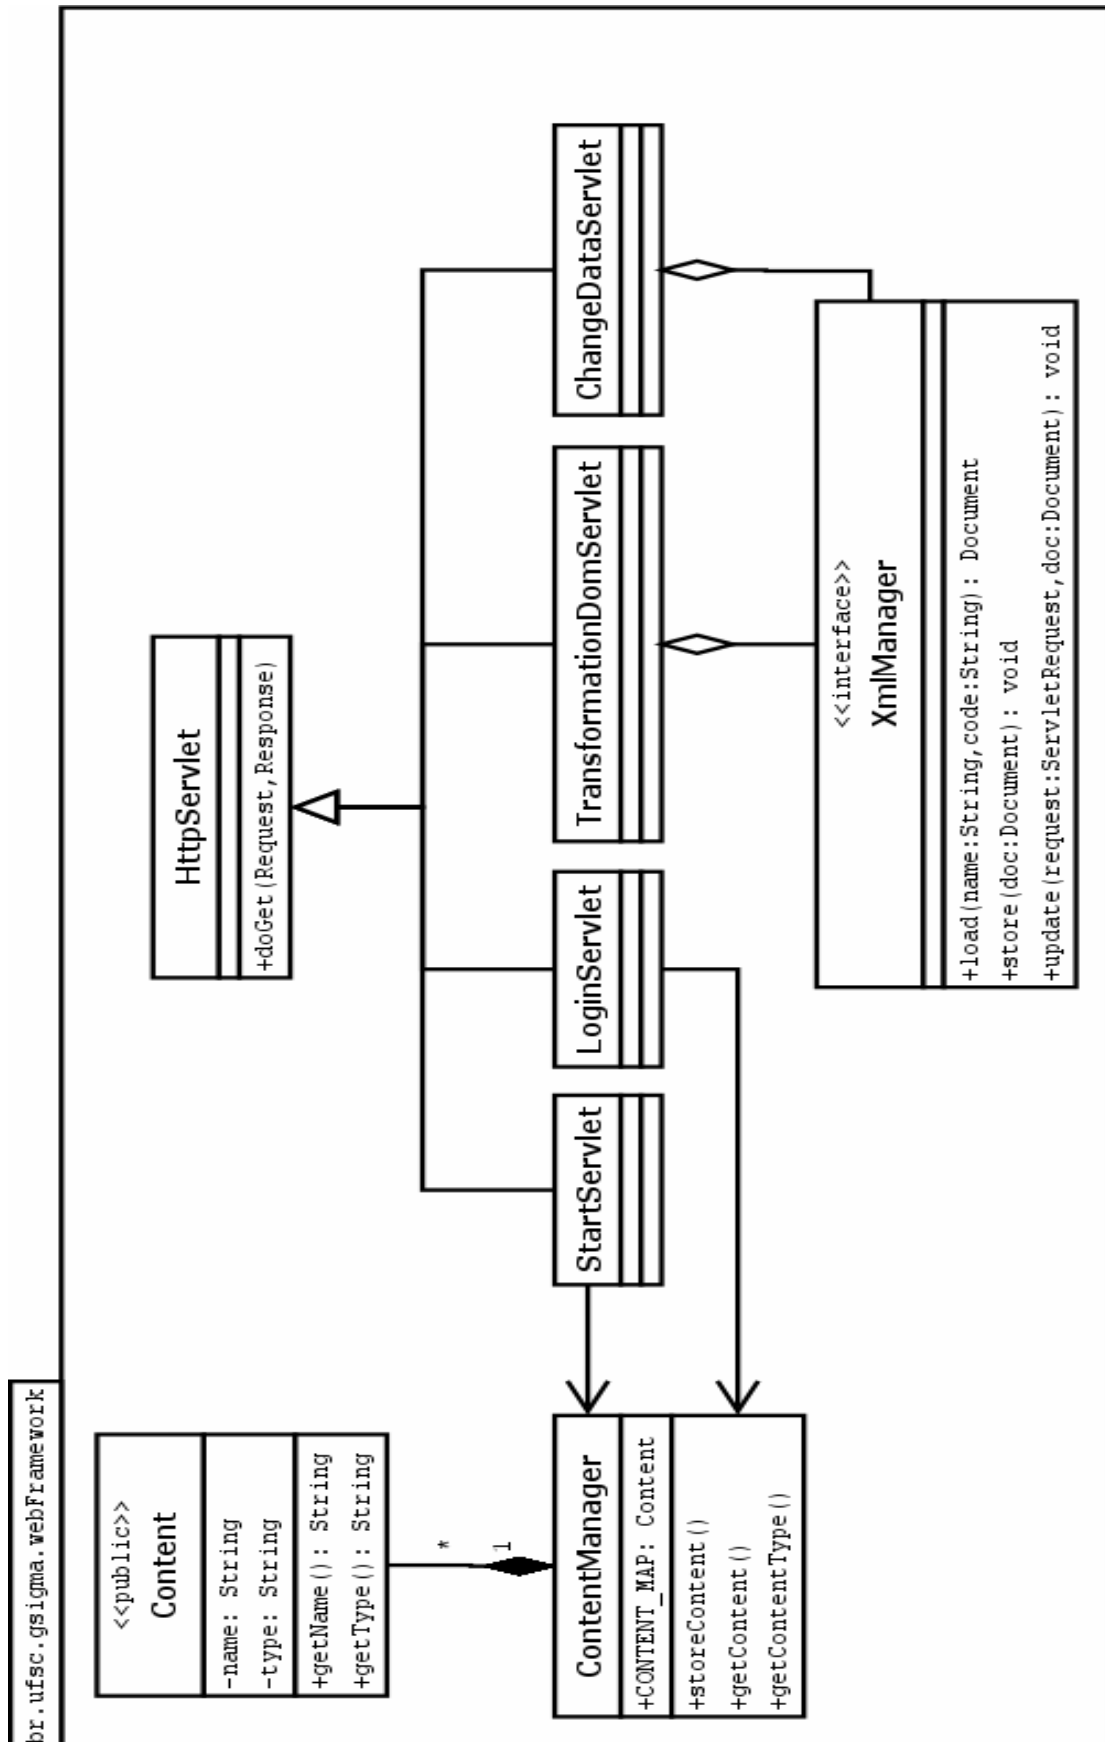 br.ufsc.gsigma.webFramework
<<public>>
Content
-name: String
-type: String
+getName(): String
+getType(): String
*
1
ContentManager
+CONTENT_MAP: Content
+storeContent()
+getContent()
+getContentType()
HttpServlet
+doGet(Request,Response)
StartServlet
LoginServlet
TransformationDomServlet
ChangeDataServlet
<<interface>>
XmlManager
+load(name:String,code:String): Document
+store(doc:Document): void
+update(request:ServletRequest,doc:Document): void